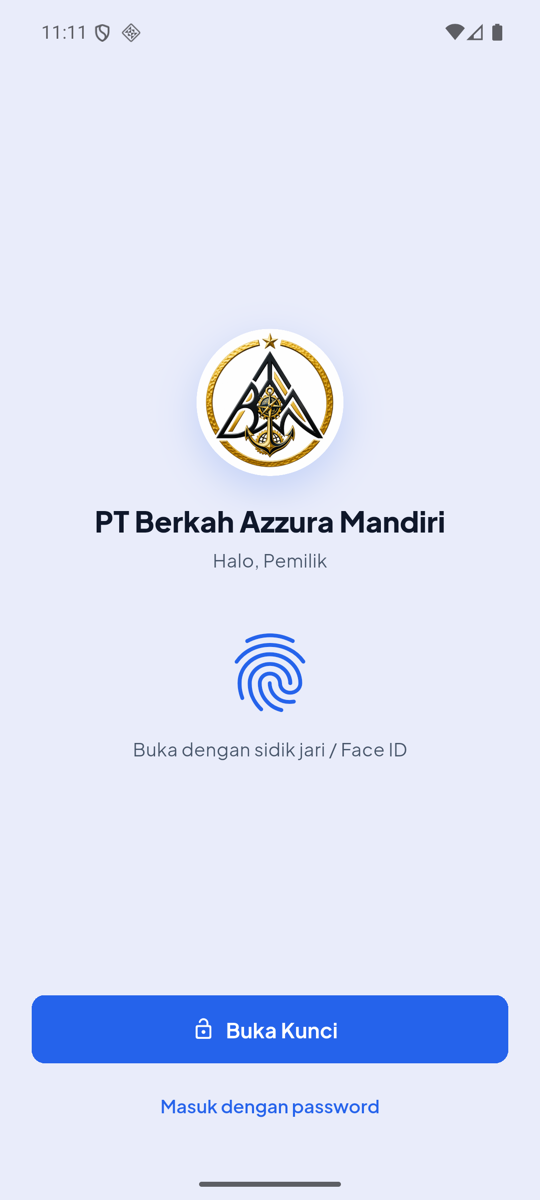 11:11
PT Berkah Azzura Mandiri
Halo, Pemilik
Buka dengan sidik jari / Face ID
Buka Kunci
Masuk dengan password